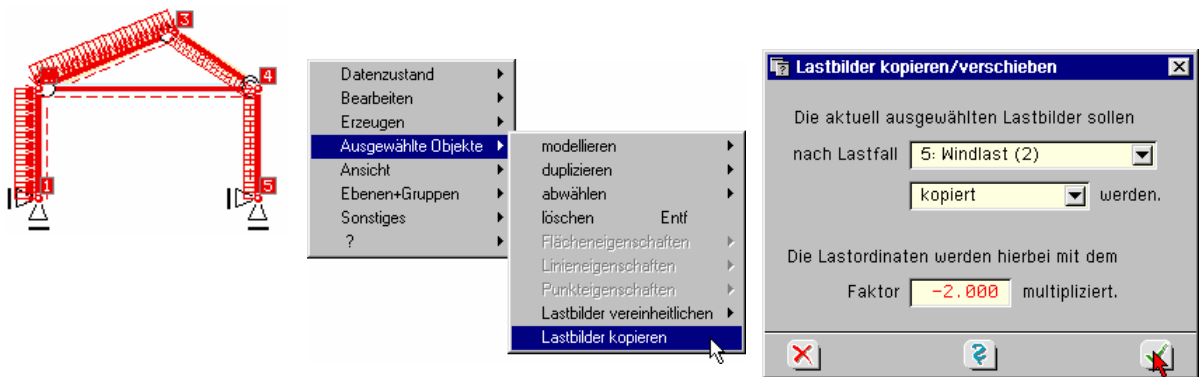 3
4
1
5
Datenzustand
Bearbeiten
Erzeugen
Ausgewählte Objekte
Ansicht
Ebenen+Gruppen
Sonstiges
?
modellieren
duplizieren
abwählen
löschen Entf
Flächeneigenschaften
Linieneigenschaften
Punkteigenschaften
Lastbilder vereinheitlichen
Lastbilder kopieren
Lastbilder kopieren/verschieben
Die aktuell ausgewählten Lastbilder sollen
nach Lastfall 5: Windlast (2)
kopiert werden.
Die Lastordinaten werden hierbei mit dem
Faktor -2.000 multipliziert.